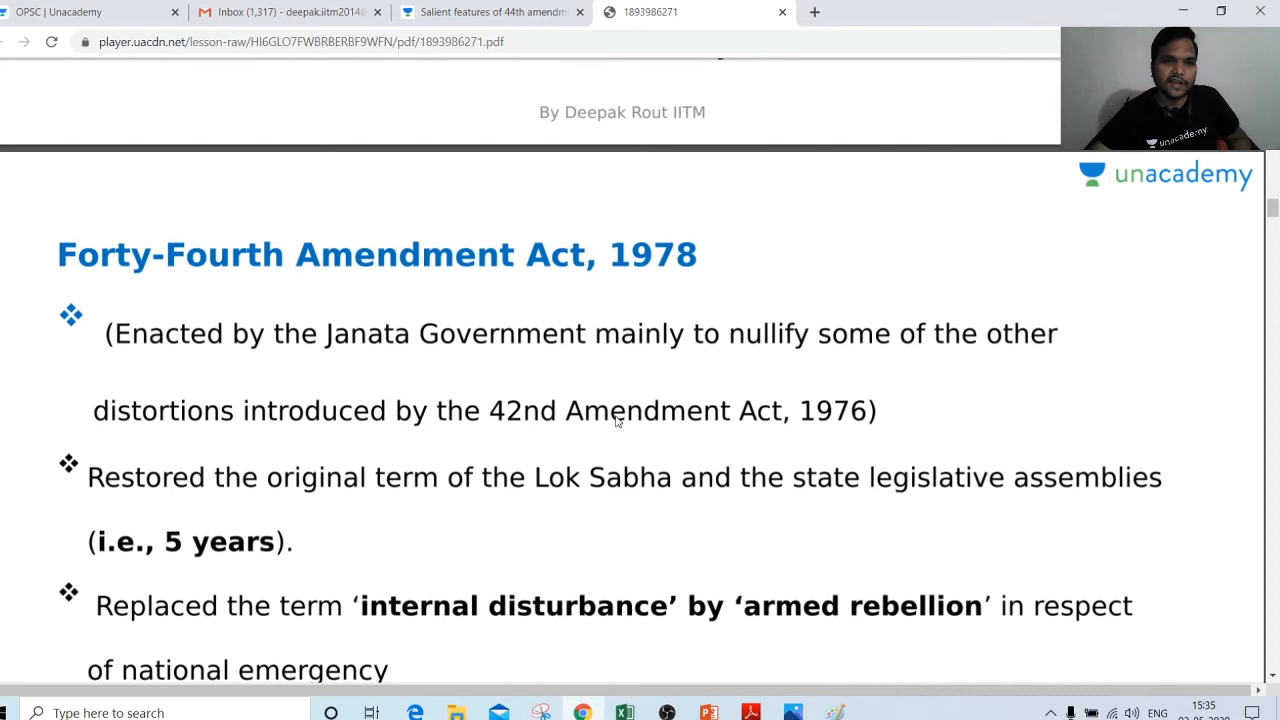 OPSC | Unacademy
Inbox (1,317) - deepak.iitm2014@
Salient features of 44th amendm
1893986271
player.uacdn.net/lesson-raw/HI6GLO7FWBRBERBF9WFN/pdf/1893986271.pdf
unacademy
By Deepak Rout IITM
unacademy
Forty-Fourth Amendment Act, 1978
(Enacted by the Janata Government mainly to nullify some of the other
distortions introduced by the 42nd Amendment Act, 1976)
Restored the original term of the Lok Sabha and the state legislative assemblies
(i.e., 5 years).
Replaced the term ‘internal disturbance’ by ‘armed rebellion’ in respect
of national emergency
Type here to search
ENG
15:35